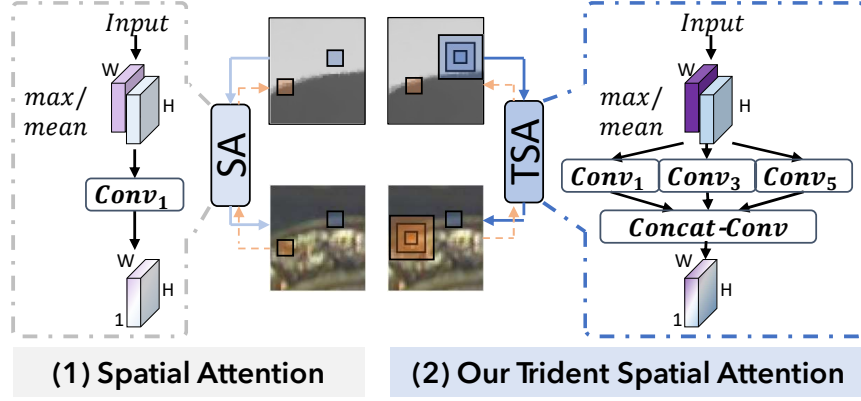 Input
W
H
max/
mean
Conv₁
W
H
1
SA
TSA
Input
W
H
max/
mean
Conv₁
Conv₃
Conv₅
Concat-Conv
W
H
1
(1) Spatial Attention
(2) Our Trident Spatial Attention